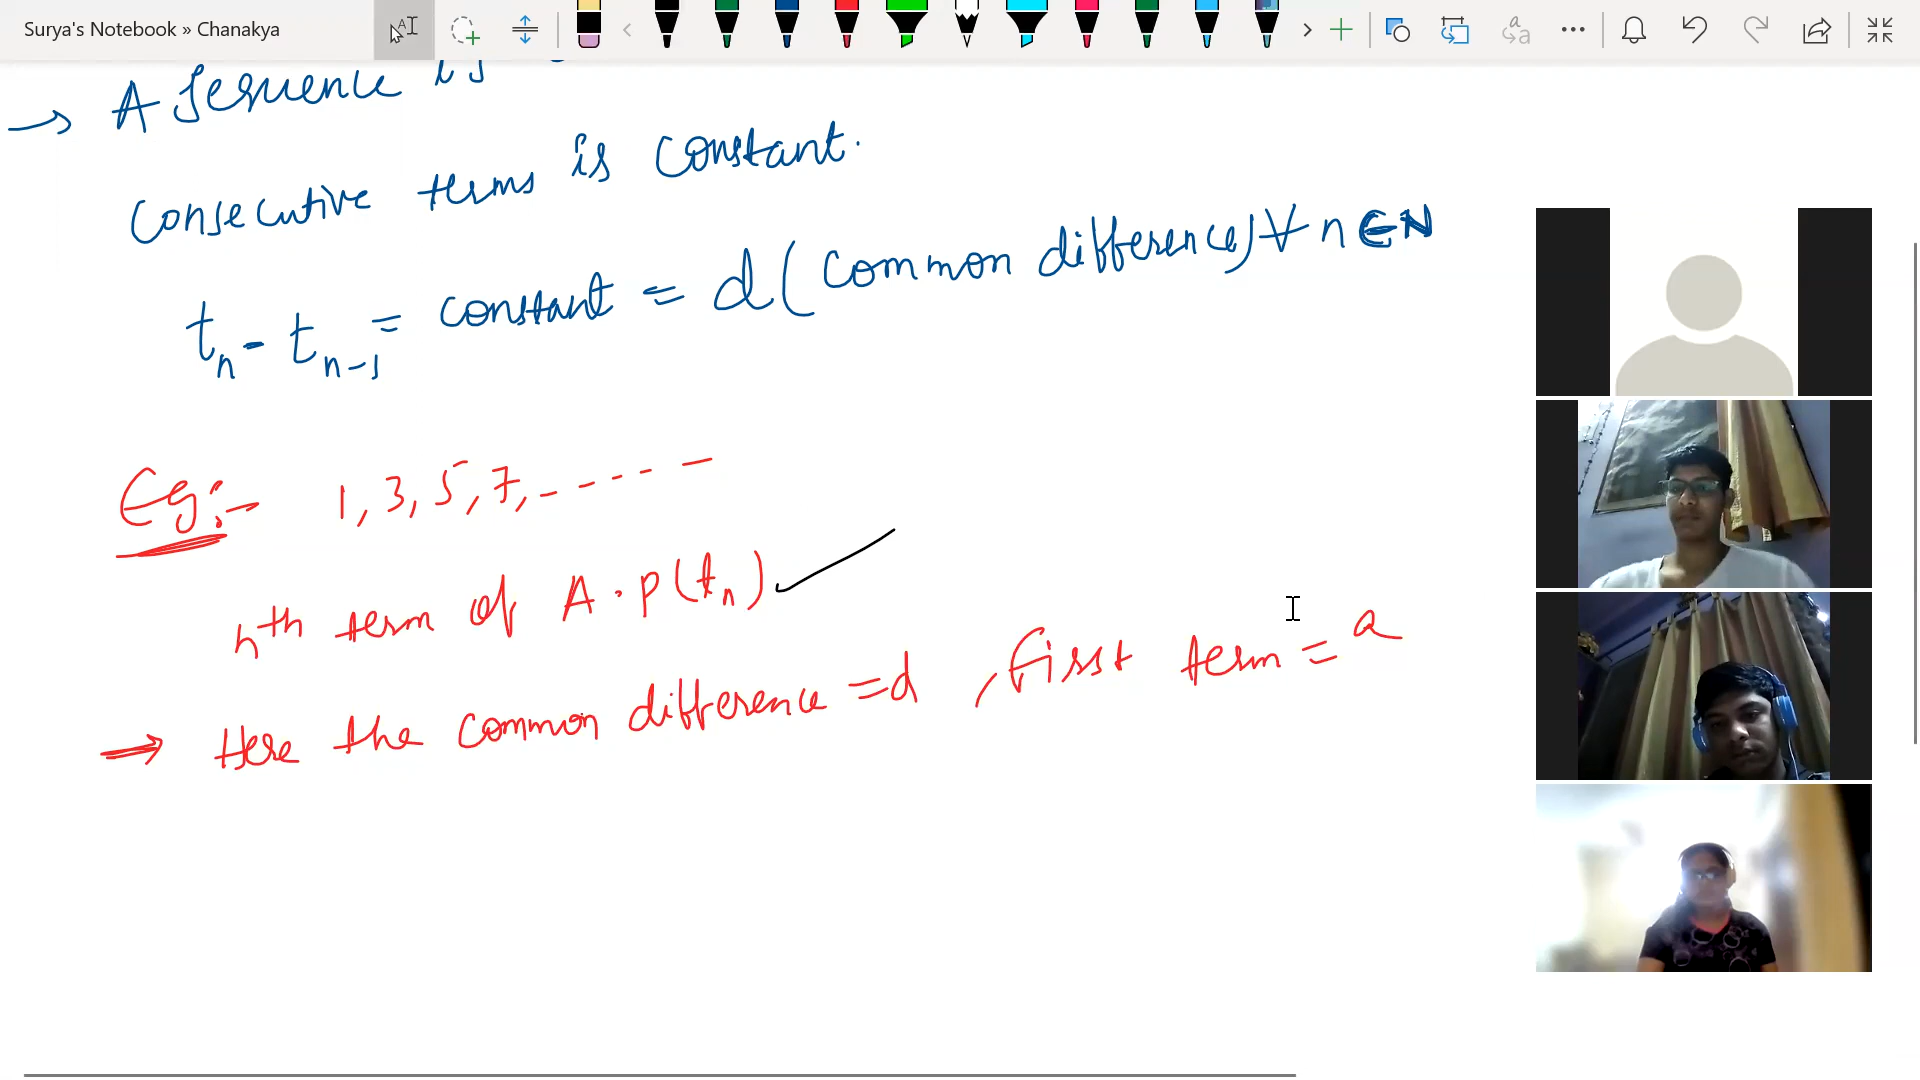 Surya's Notebook » Chanakya
→ A sequence is
consecutive terms is constant.
tn - tn-1 = constant = d (common difference) ∀ n ∈ N
Eg:- 1, 3, 5, 7, - - - - -
nth term of A.P (tn)
⇒ Here the common difference = d , first term = a